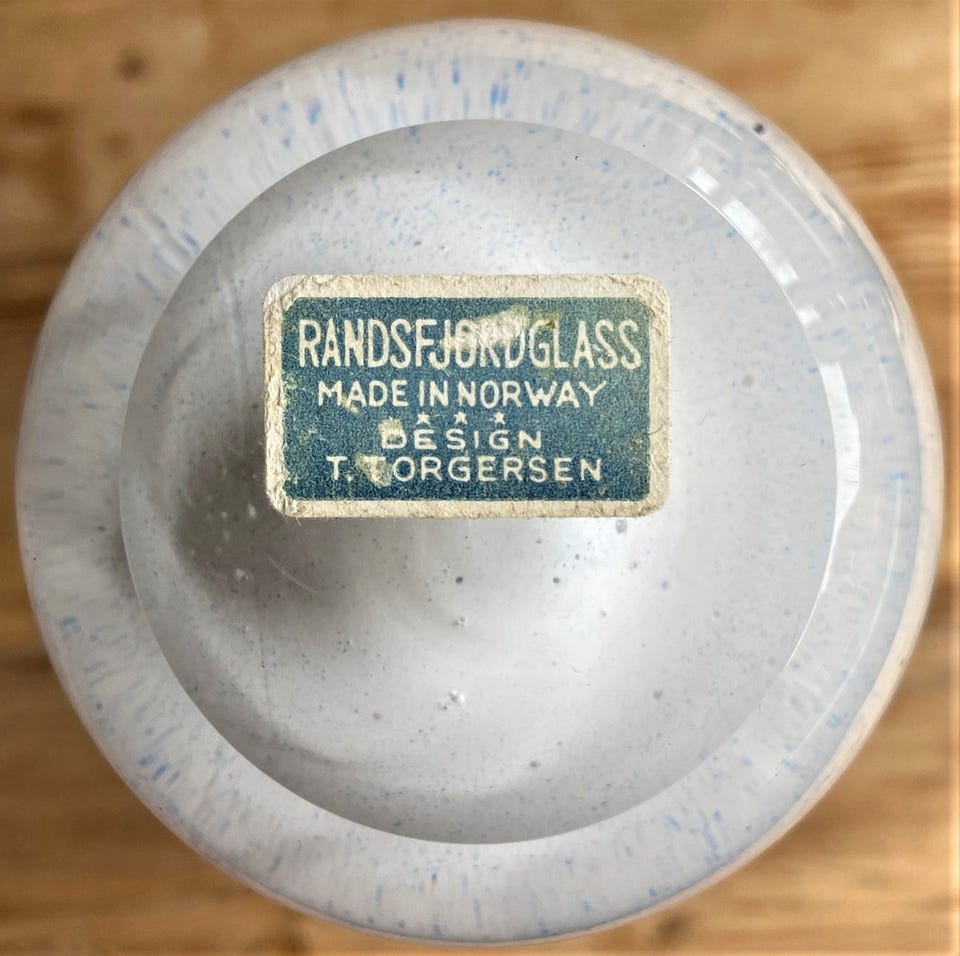 RANDSFJORDGLASS
MADE IN NORWAY
★ ★ ★
DESIGN
T. TORGERSEN